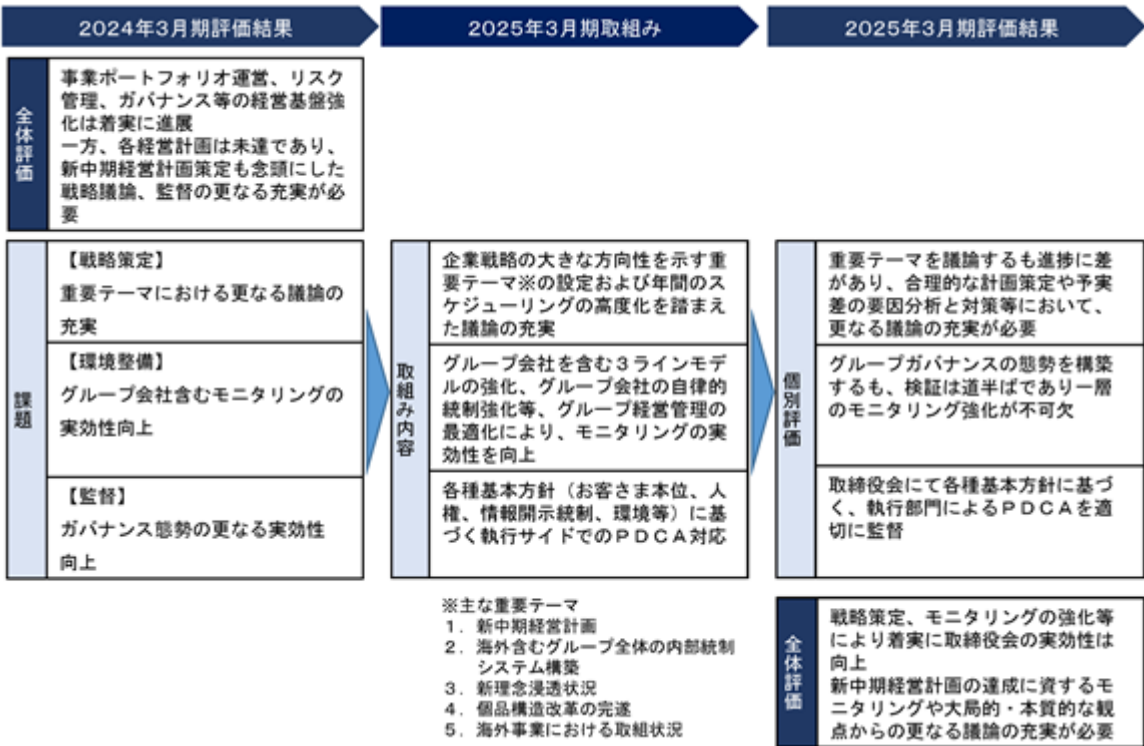 2024年3月期評価結果
2025年3月期取組み
2025年3月期評価結果
全体評価
事業ポートフォリオ運営、リスク
管理、ガバナンス等の経営基盤強
化は着実に進展
一方、各経営計画は未達であり、
新中期経営計画策定も念頭にした
戦略議論、監督の更なる充実が必
要
課題
【戦略策定】
重要テーマにおける更なる議論の
充実
【環境整備】
グループ会社含むモニタリングの
実効性向上
【監督】
ガバナンス態勢の更なる実効性
向上
取組み内容
企業戦略の大きな方向性を示す重
要テーマ※の設定および年間のス
ケジューリングの高度化を踏まえ
た議論の充実
グループ会社を含む3ラインモデ
ルの強化、グループ会社の自律的
統制強化等、グループ経営管理の
最適化により、モニタリングの実
効性を向上
各種基本方針（お客さま本位、人
権、情報開示統制、環境等）に基
づく執行サイドでのPDCA対応
※主な重要テーマ
1．新中期経営計画
2．海外含むグループ全体の内部統制
システム構築
3．新理念浸透状況
4．個品構造改革の完遂
5．海外事業における取組状況
個別評価
重要テーマを議論するも進捗に差
があり、合理的な計画策定や予実
差の要因分析と対策等において、
更なる議論の充実が必要
グループガバナンスの態勢を構築
するも、検証は道半ばであり一層
のモニタリング強化が不可欠
取締役会にて各種基本方針に基づ
く、執行部門によるPDCAを適
切に監督
全体評価
戦略策定、モニタリングの強化等
により着実に取締役会の実効性は
向上
新中期経営計画の達成に資するモ
ニタリングや大局的・本質的な観
点からの更なる議論の充実が必要